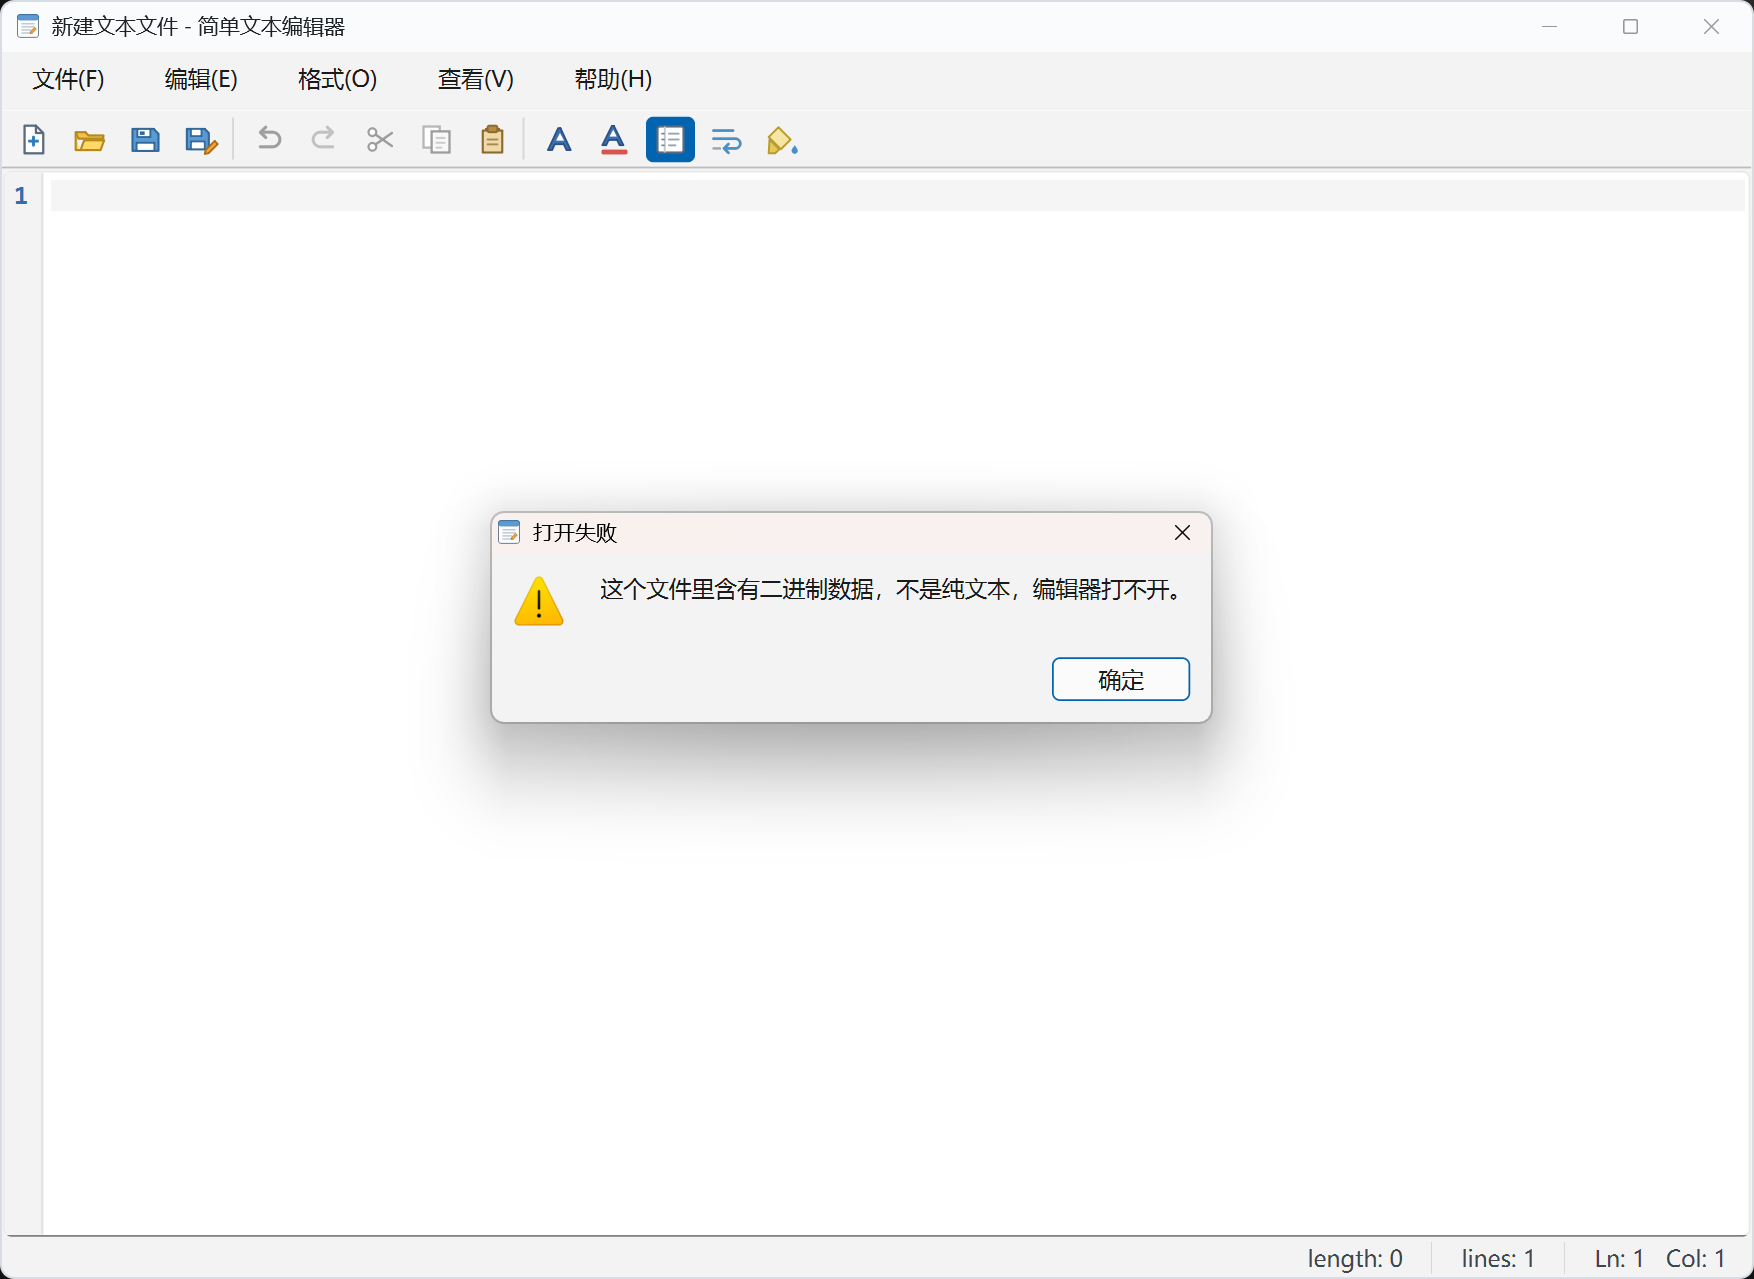 新建文本文件 - 简单文本编辑器
文件(F) 编辑(E) 格式(O) 查看(V) 帮助(H)
1
打开失败
这个文件里含有二进制数据，不是纯文本，编辑器打不开。
确定
length: 0 lines: 1 Ln: 1 Col: 1